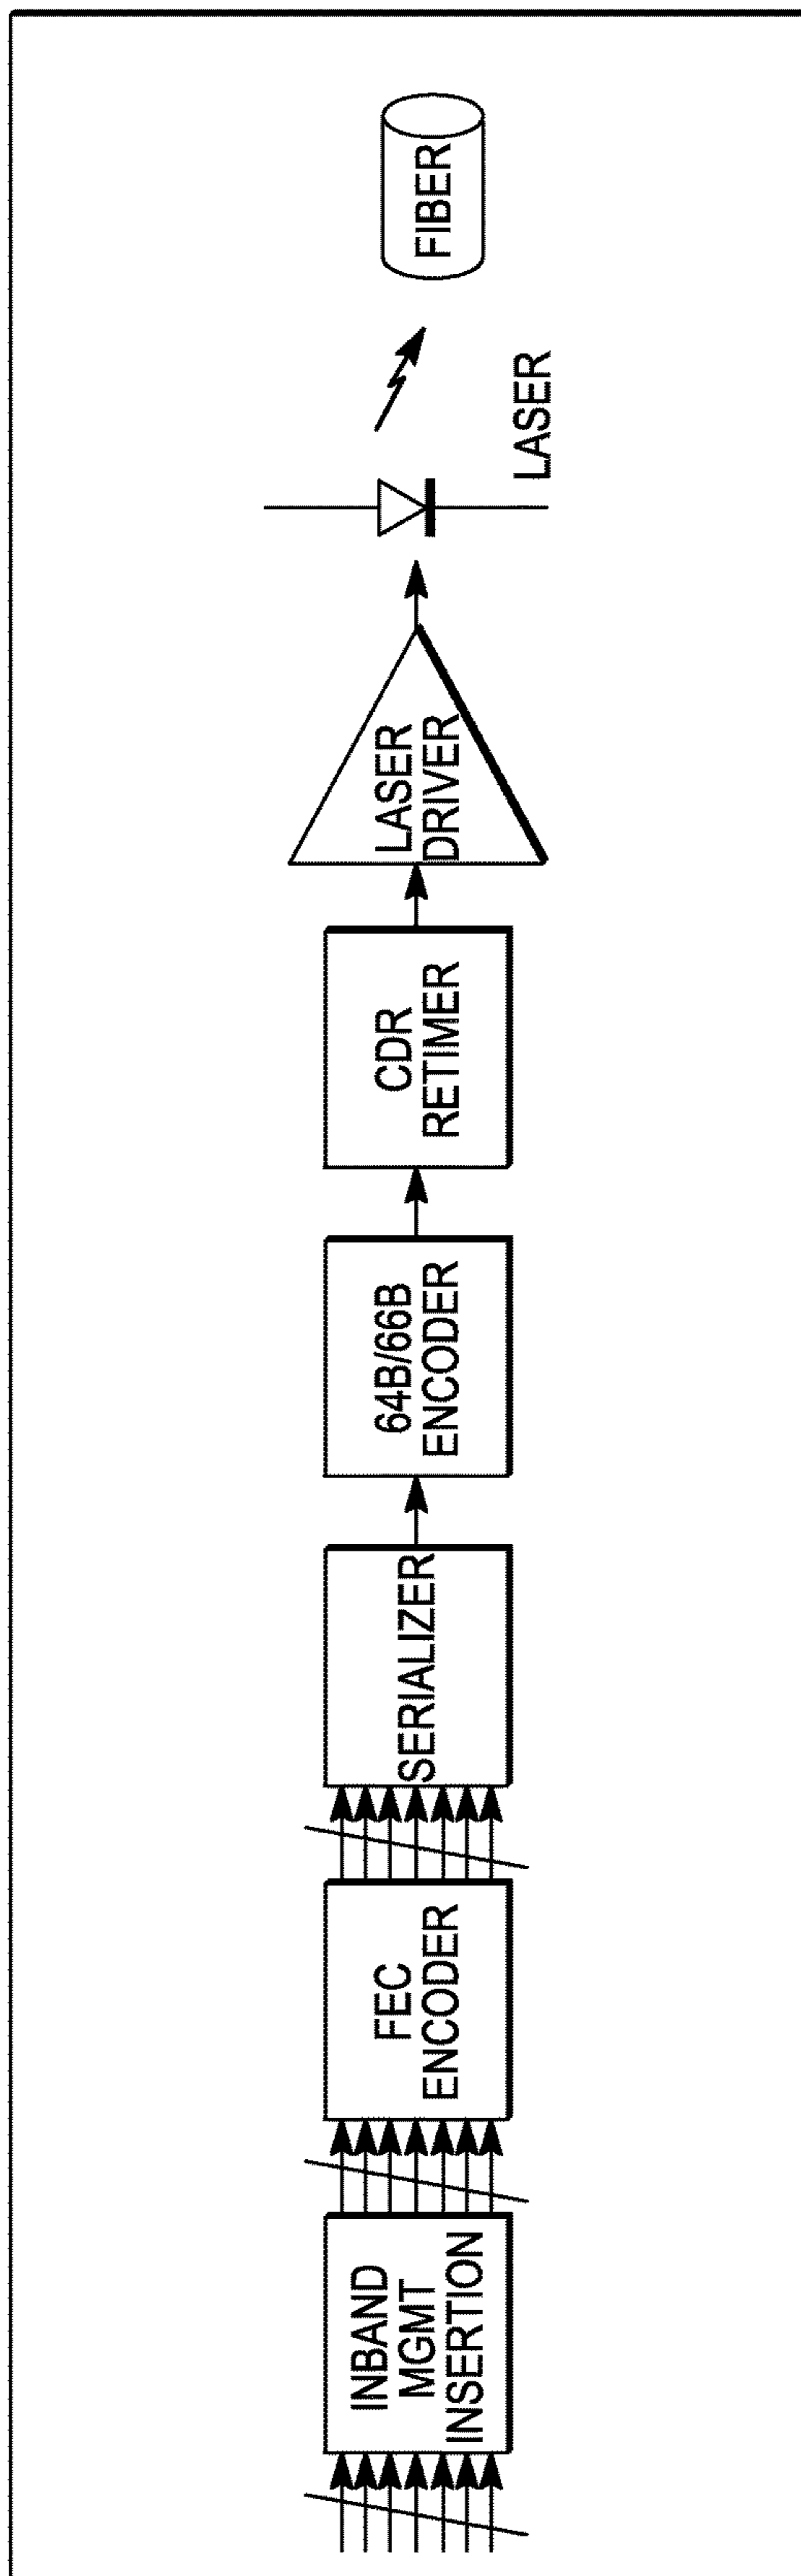 INBAND
MGMT
INSERTION
FEC
ENCODER
SERIALIZER
64B/66B
ENCODER
CDR
RETIMER
LASER
DRIVER
LASER
FIBER